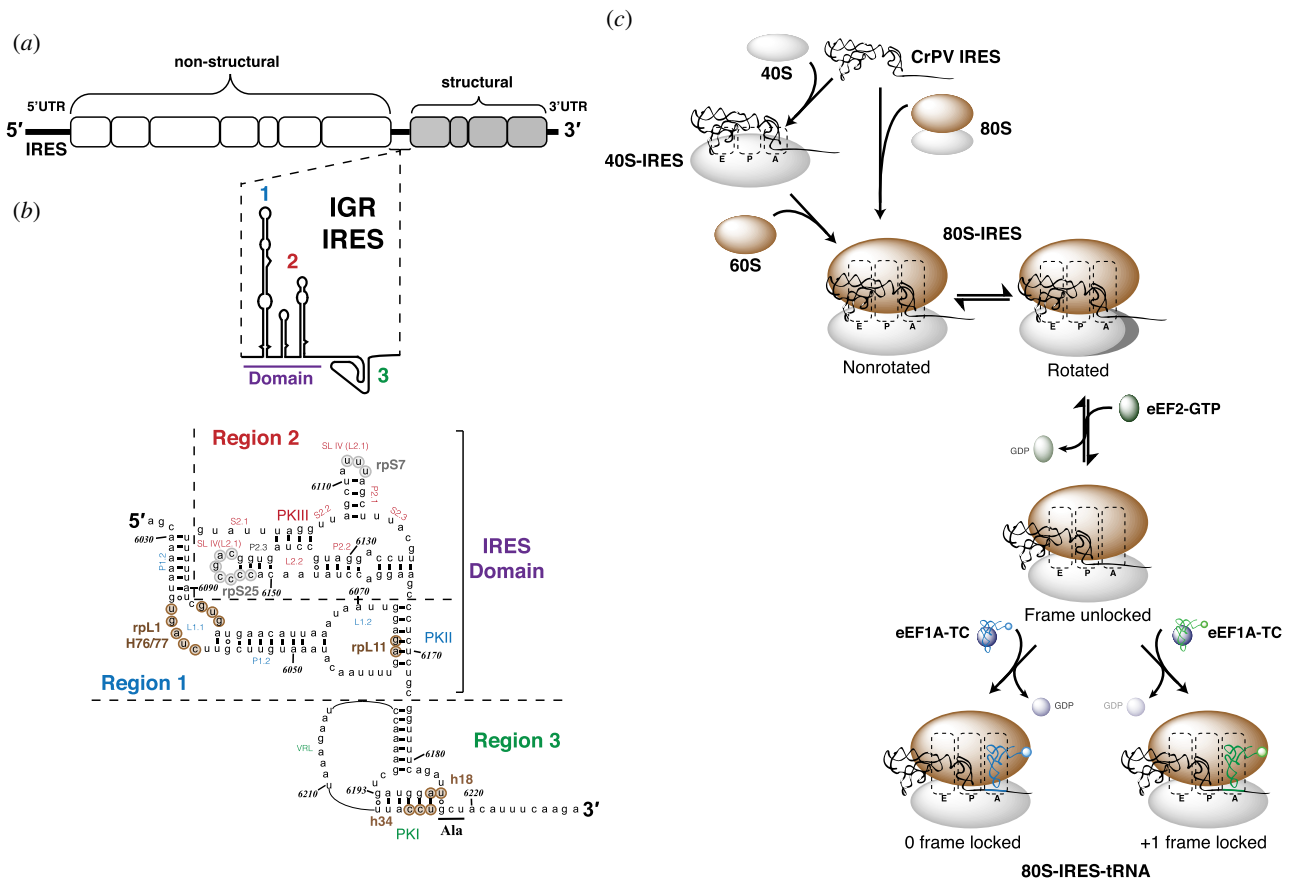 (a)
non-structural
structural
5'UTR
3'UTR
5′
3′
IRES
1
IGR
IRES
2
3
Domain
(b)
Region 2
SL IV (L2.1)
rpS7
6110
P2.1
S2.2
S2.3
PKIII
S2.1
5′
6030
SL IV(L2.1)
P2.3
6130
P2.2
L2.2
P1.2
rpS25
6150
6090
6070
IRES
Domain
rpL1
H76/77
L1.1
L1.2
rpL11
PKII
6170
P1.2
6050
Region 1
Region 3
VRL
6180
6193
h18
6210
6220
gcuacauuucaaga 3′
h34
Ala
PKI
(c)
40S
CrPV IRES
80S
40S-IRES
E P A
60S
80S-IRES
E P A
E P A
Nonrotated
Rotated
eEF2-GTP
GDP
E P A
Frame unlocked
eEF1A-TC
eEF1A-TC
GDP
GDP
E P A
E P A
0 frame locked
+1 frame locked
80S-IRES-tRNA